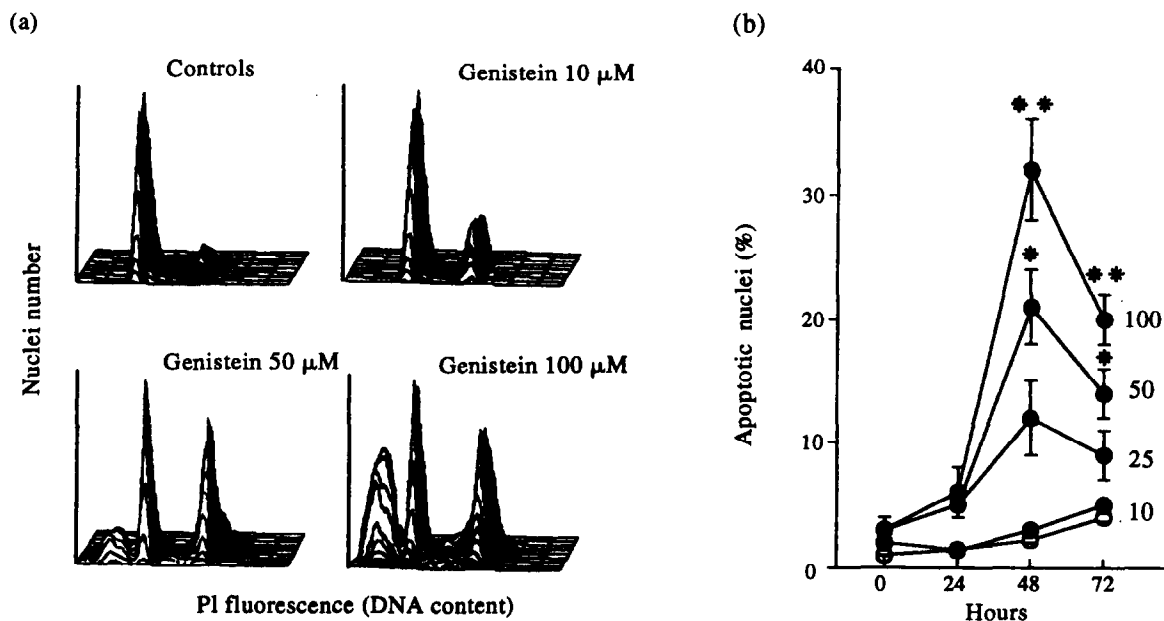 (a)
Controls
Genistein 10 μM
Genistein 50 μM
Genistein 100 μM
Nuclei number
PI fluorescence (DNA content)
(b)
Apoptotic nuclei (%)
40
30
20
10
0
* *
*
**
*
100
50
25
10
0 24 48 72
Hours